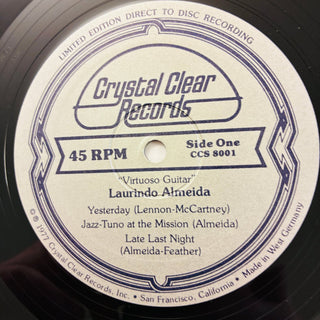 LIMITED EDITION DIRECT TO DISC RECORDING
Crystal Clear
Records
45 RPM
Side One
CCS 8001
"Virtuoso Guitar"
Laurindo Almeida
Yesterday (Lennon-McCartney)
Jazz-Tuno at the Mission (Almeida)
Late Last Night
(Almeida-Feather)
©℗ 1977 Crystal Clear Records, Inc. • San Francisco, California • Made in West Germany